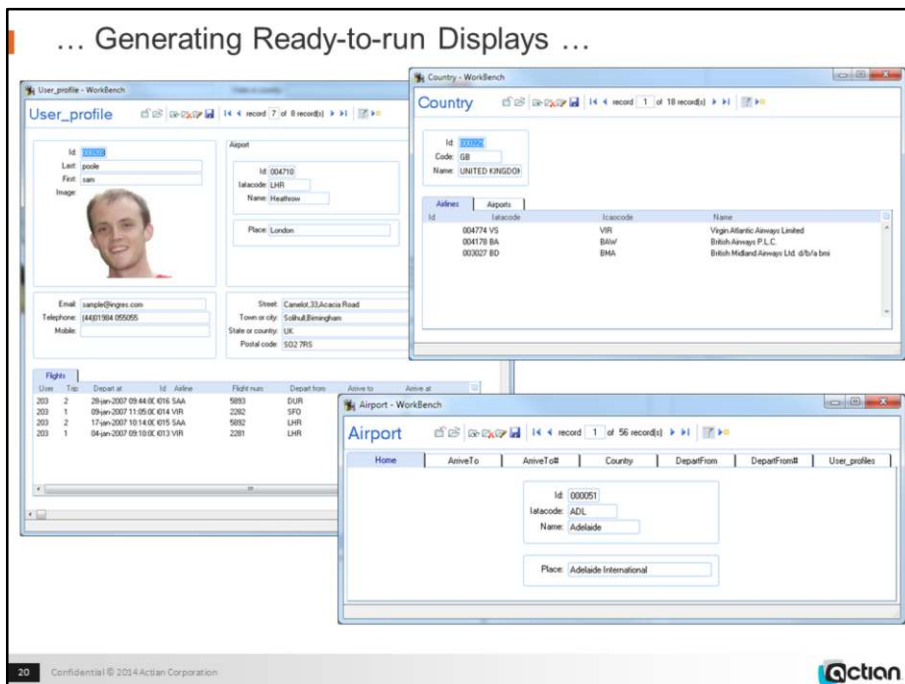 … Generating Ready-to-run Displays …
User_profile - WorkBench
User_profile
record 7 of 8 record(s)
Id:
Last: poole
First: sam
Image:
Airport
Id: 004710
Iatacode: LHR
Name: Heathrow
Place: London
Email: sample@ingres.com
Telephone: (44)01984 055055
Mobile:
Street: Camelot,33,Acacia Road
Town or city: Solihull,Birmingham
State or country: UK
Postal code: SO2 7RS
Flights
User Trip Depart at Id Airline Flight num Depart from Arrive to Arrive at
203 2 28-jan-2007 09:44:0 016 SAA 5893 DUR
203 1 09-jan-2007 11:05:0 014 VIR 2282 SFO
203 2 17-jan-2007 10:14:0 015 SAA 5892 LHR
203 1 04-jan-2007 09:10:0 013 VIR 2281 LHR
Country - WorkBench
Country
record 1 of 18 record(s)
Id: 000229
Code: GB
Name: UNITED KINGDO
Airlines Airports
Id Iatacode Icaocode Name
004774 VS VIR Virgin Atlantic Airways Limited
004178 BA BAW British Airways P.L.C.
003027 BD BMA British Midland Airways Ltd. d/b/a bmi
Airport - WorkBench
Airport
record 1 of 56 record(s)
Home ArriveTo ArriveTo# Country DepartFrom DepartFrom# User_profiles
Id: 000051
Iatacode: ADL
Name: Adelaide
Place: Adelaide International
20 Confidential © 2014 Actian Corporation
Actian